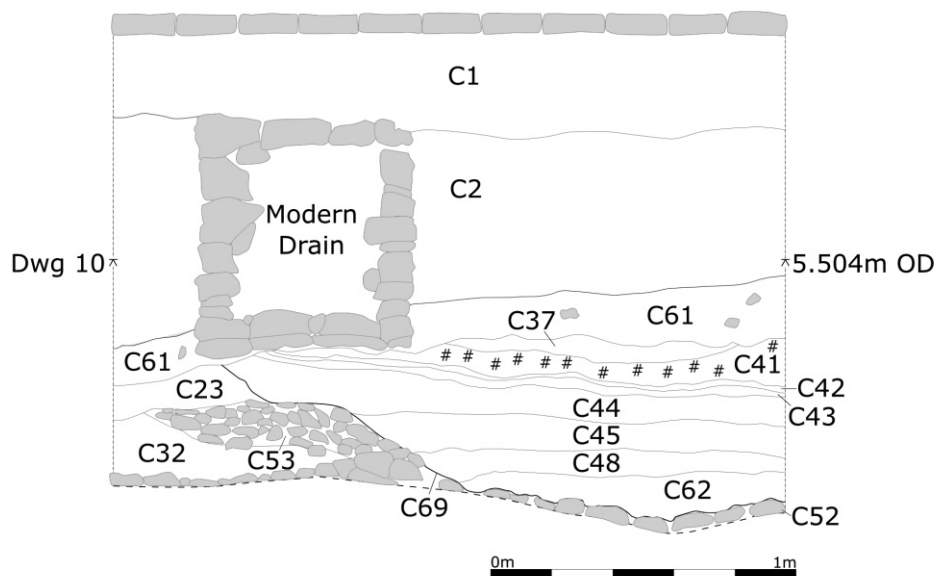 C1
C2
Modern
Drain
Dwg 10
5.504m OD
C61
C37
C61
C41
C42
C43
C23
C44
C45
C32
C53
C48
C69
C62
C52
0m
1m
# # # # # # # # # # # #